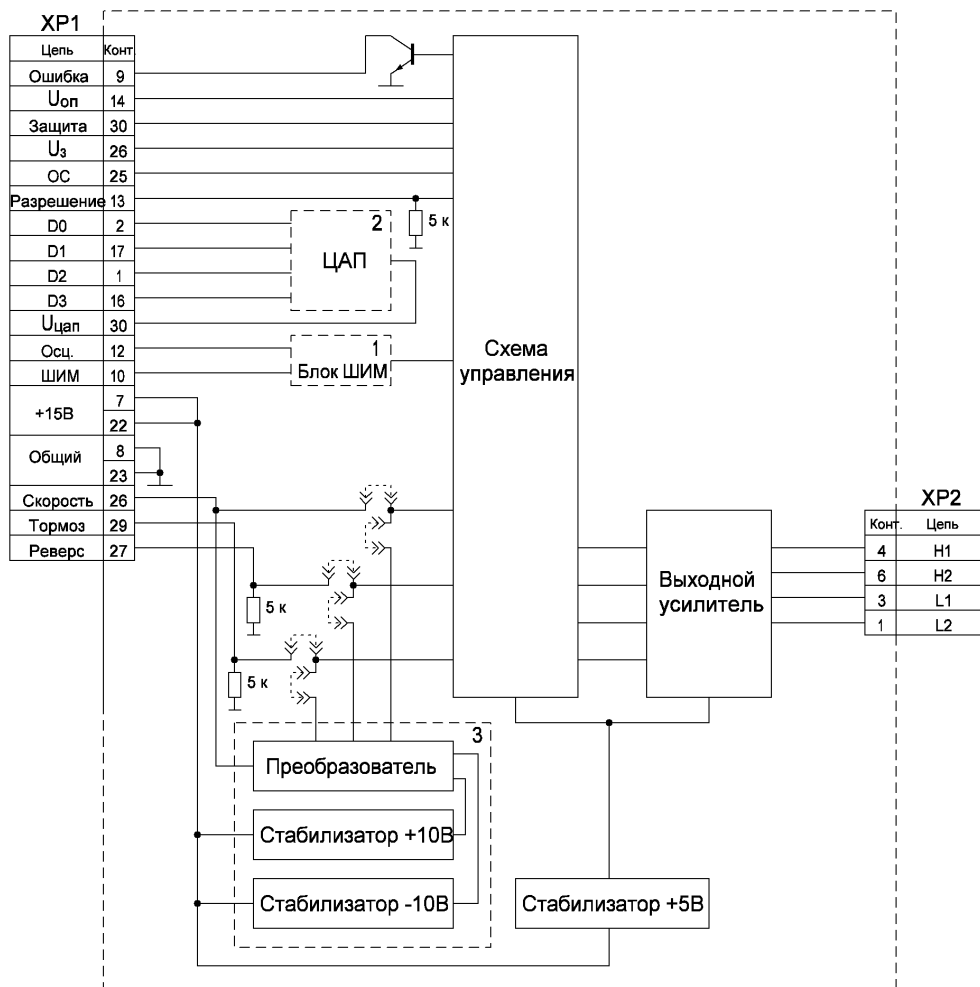 XP1
Цепь Конт.
Ошибка 9
Uоп 14
Защита 30
Uз 26
ОС 25
Разрешение 13
D0 2
D1 17
D2 1
D3 16
Uцап 30
Осц. 12
ШИМ 10
+15В 7
22
Общий 8
23
Скорость 26
Тормоз 29
Реверс 27
5 к
2
ЦАП
1
Блок ШИМ
Схема
управления
5 к
5 к
3
Преобразователь
Стабилизатор +10В
Стабилизатор -10В
Стабилизатор +5В
Выходной
усилитель
XP2
Конт. Цепь
4 H1
6 H2
3 L1
1 L2